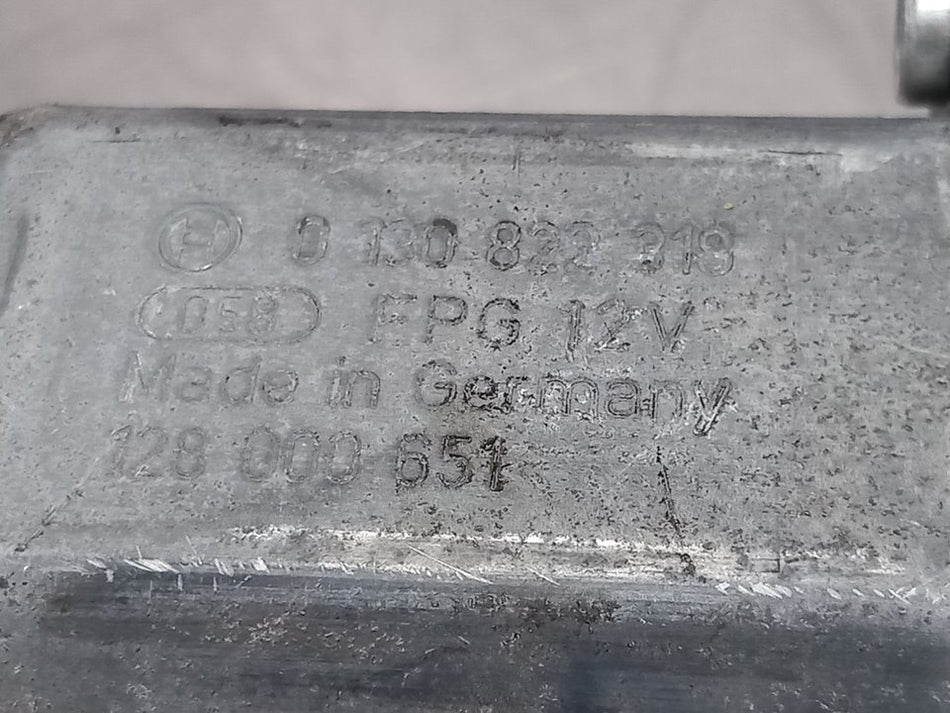 0 130 822 318
058 FPG 12V
Made in Germany
128 000 651